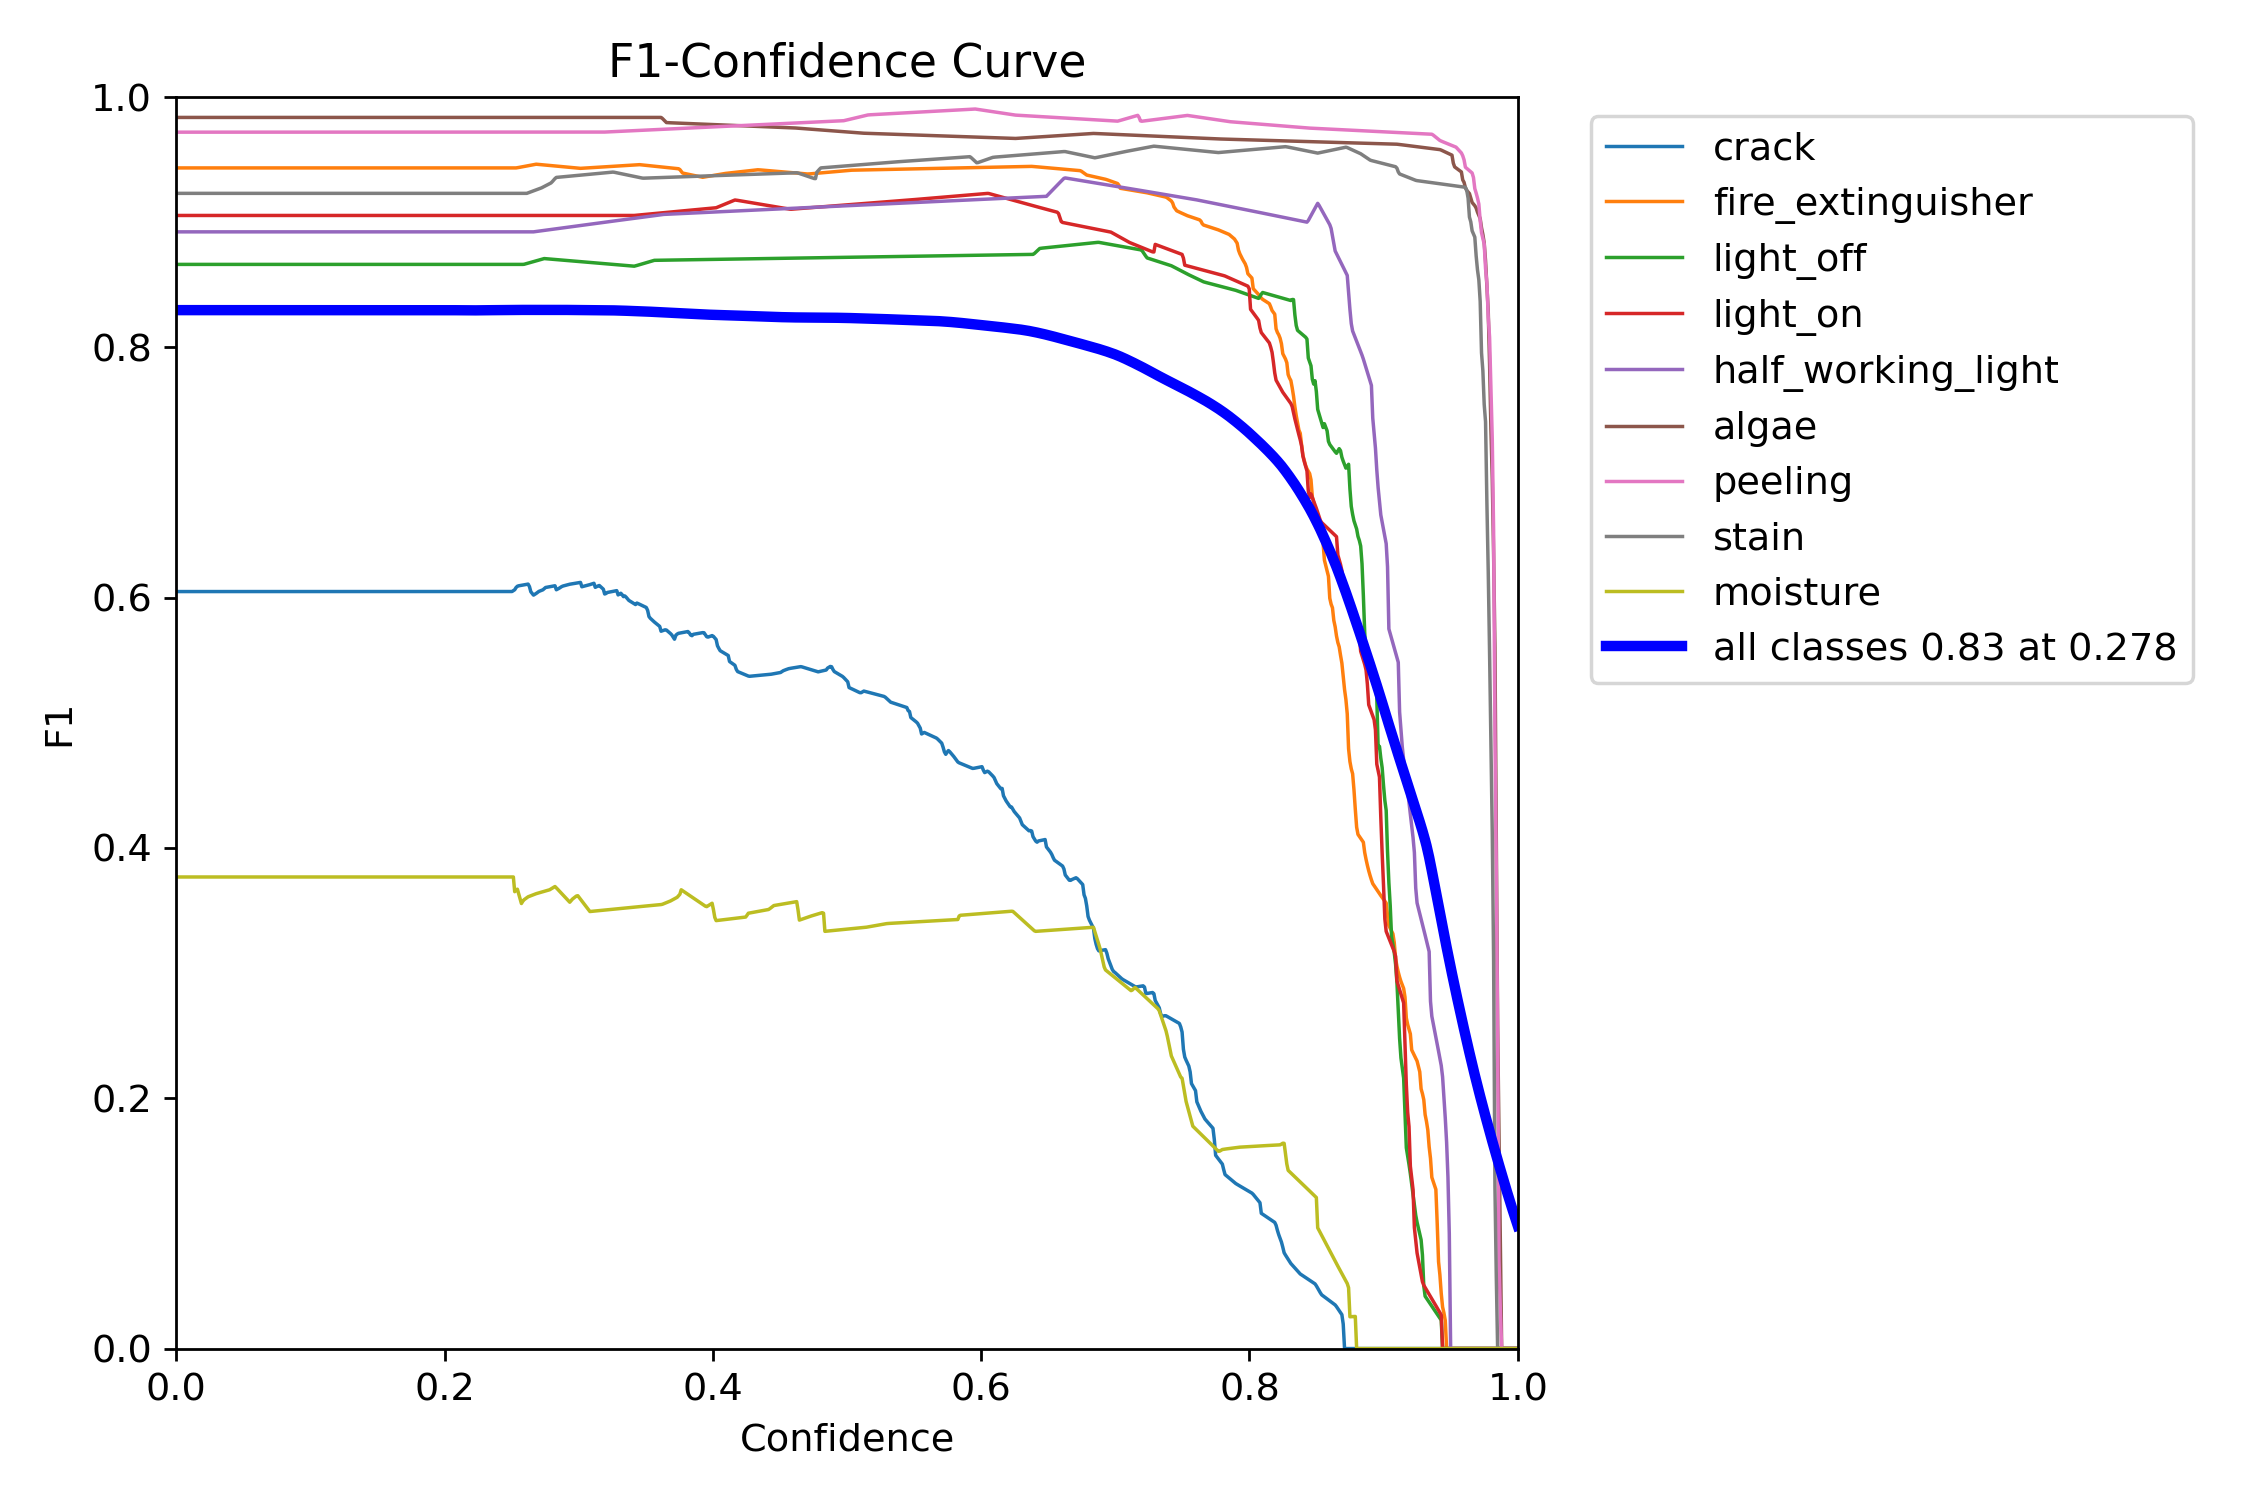 F1-Confidence Curve
1.0
0.8
0.6
0.4
0.2
0.0
F1
0.0 0.2 0.4 0.6 0.8 1.0
Confidence
crack
fire_extinguisher
light_off
light_on
half_working_light
algae
peeling
stain
moisture
all classes 0.83 at 0.278